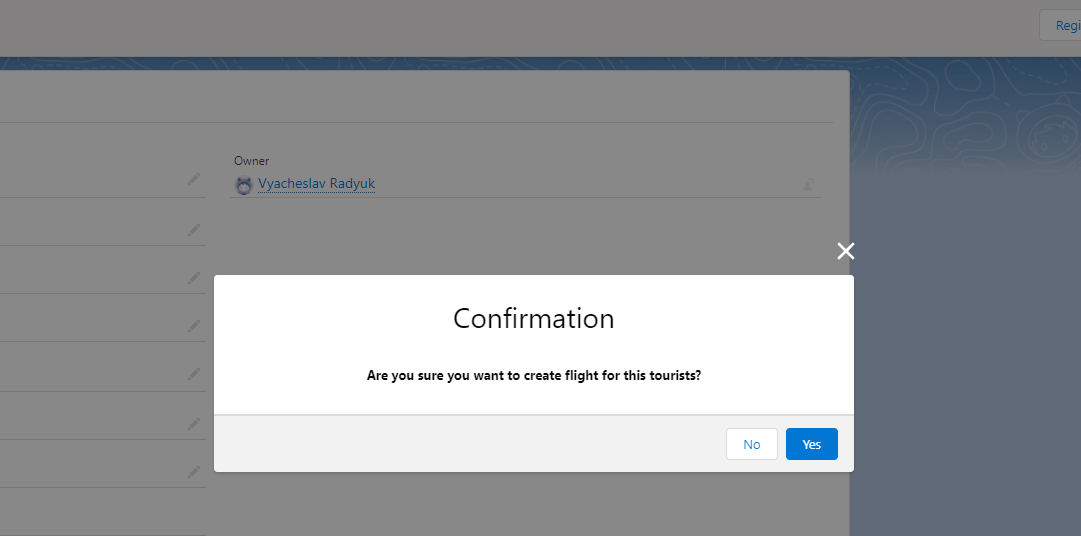 Regi
Owner
Vyacheslav Radyuk
Confirmation
Are you sure you want to create flight for this tourists?
No
Yes